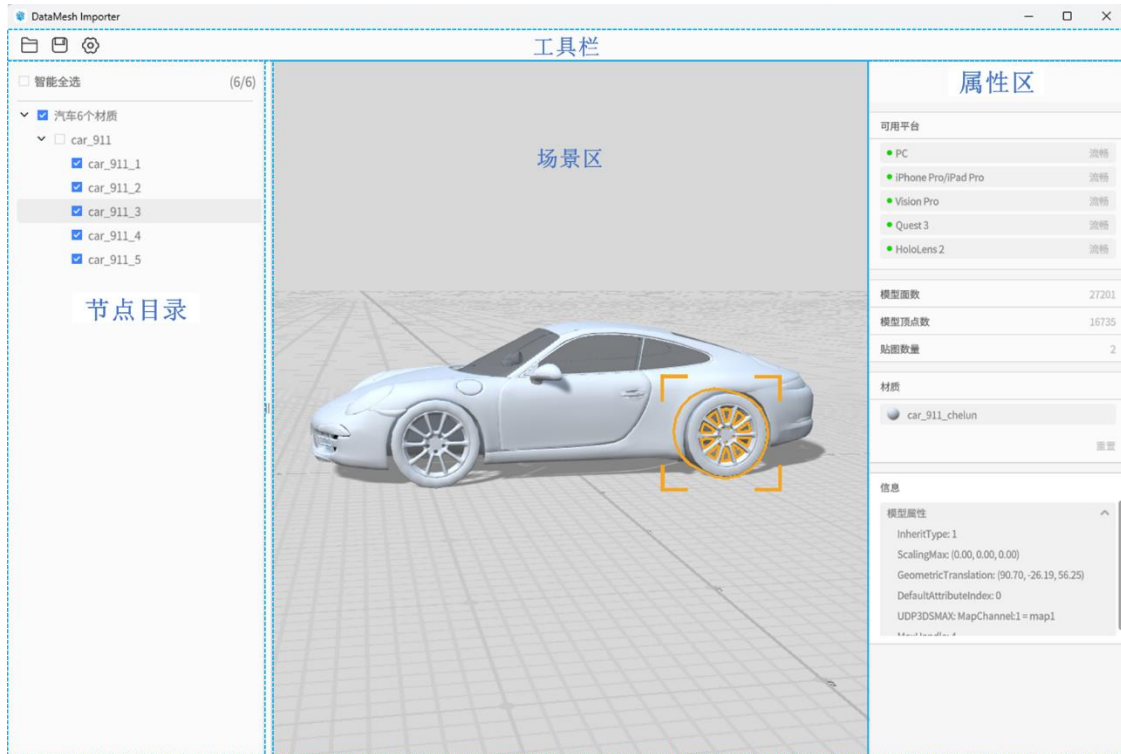 DataMesh Importer
工具栏
智能全选 (6/6)
汽车6个材质
car_911
car_911_1
car_911_2
car_911_3
car_911_4
car_911_5
节点目录
场景区
属性区
可用平台
PC 流畅
iPhone Pro/iPad Pro 流畅
Vision Pro 流畅
Quest 3 流畅
HoloLens 2 流畅
模型面数 27201
模型顶点数 16735
贴图数量 2
材质
car_911_chelun
重置
信息
模型属性
InheritType: 1
ScalingMax: (0.00, 0.00, 0.00)
GeometricTranslation: (90.70, -26.19, 56.25)
DefaultAttributeIndex: 0
UDP3DSMAX: MapChannel:1 = map1